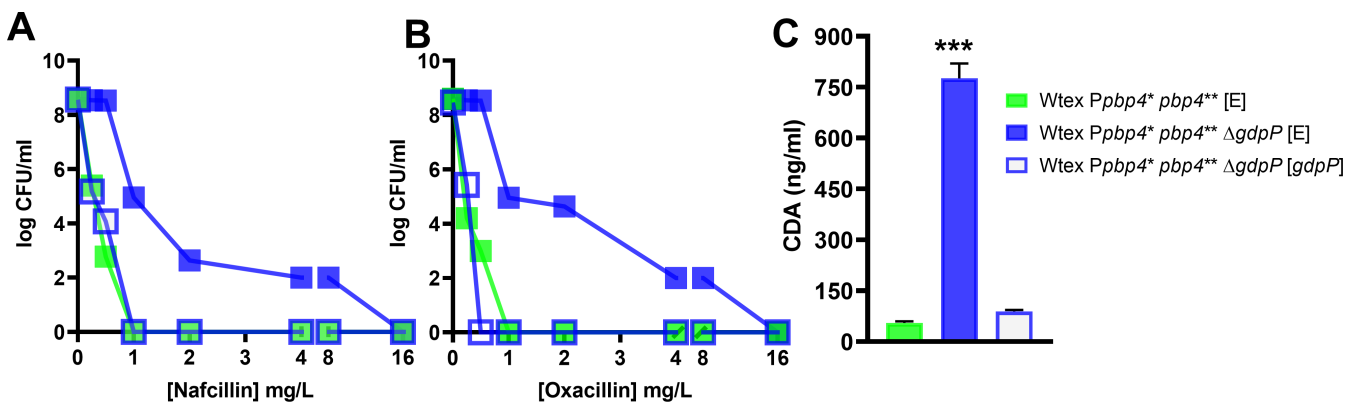 A
10
8
6
4
2
0
log CFU/ml
0 1 2 3 4 8 16
[Nafcillin] mg/L
B
10
8
6
4
2
0
log CFU/ml
0 1 2 3 4 8 16
[Oxacillin] mg/L
C
900
750
600
450
300
150
0
CDA (ng/ml)
***
Wtex Ppbp4* pbp4** [E]
Wtex Ppbp4* pbp4** ΔgdpP [E]
Wtex Ppbp4* pbp4** ΔgdpP [gdpP]